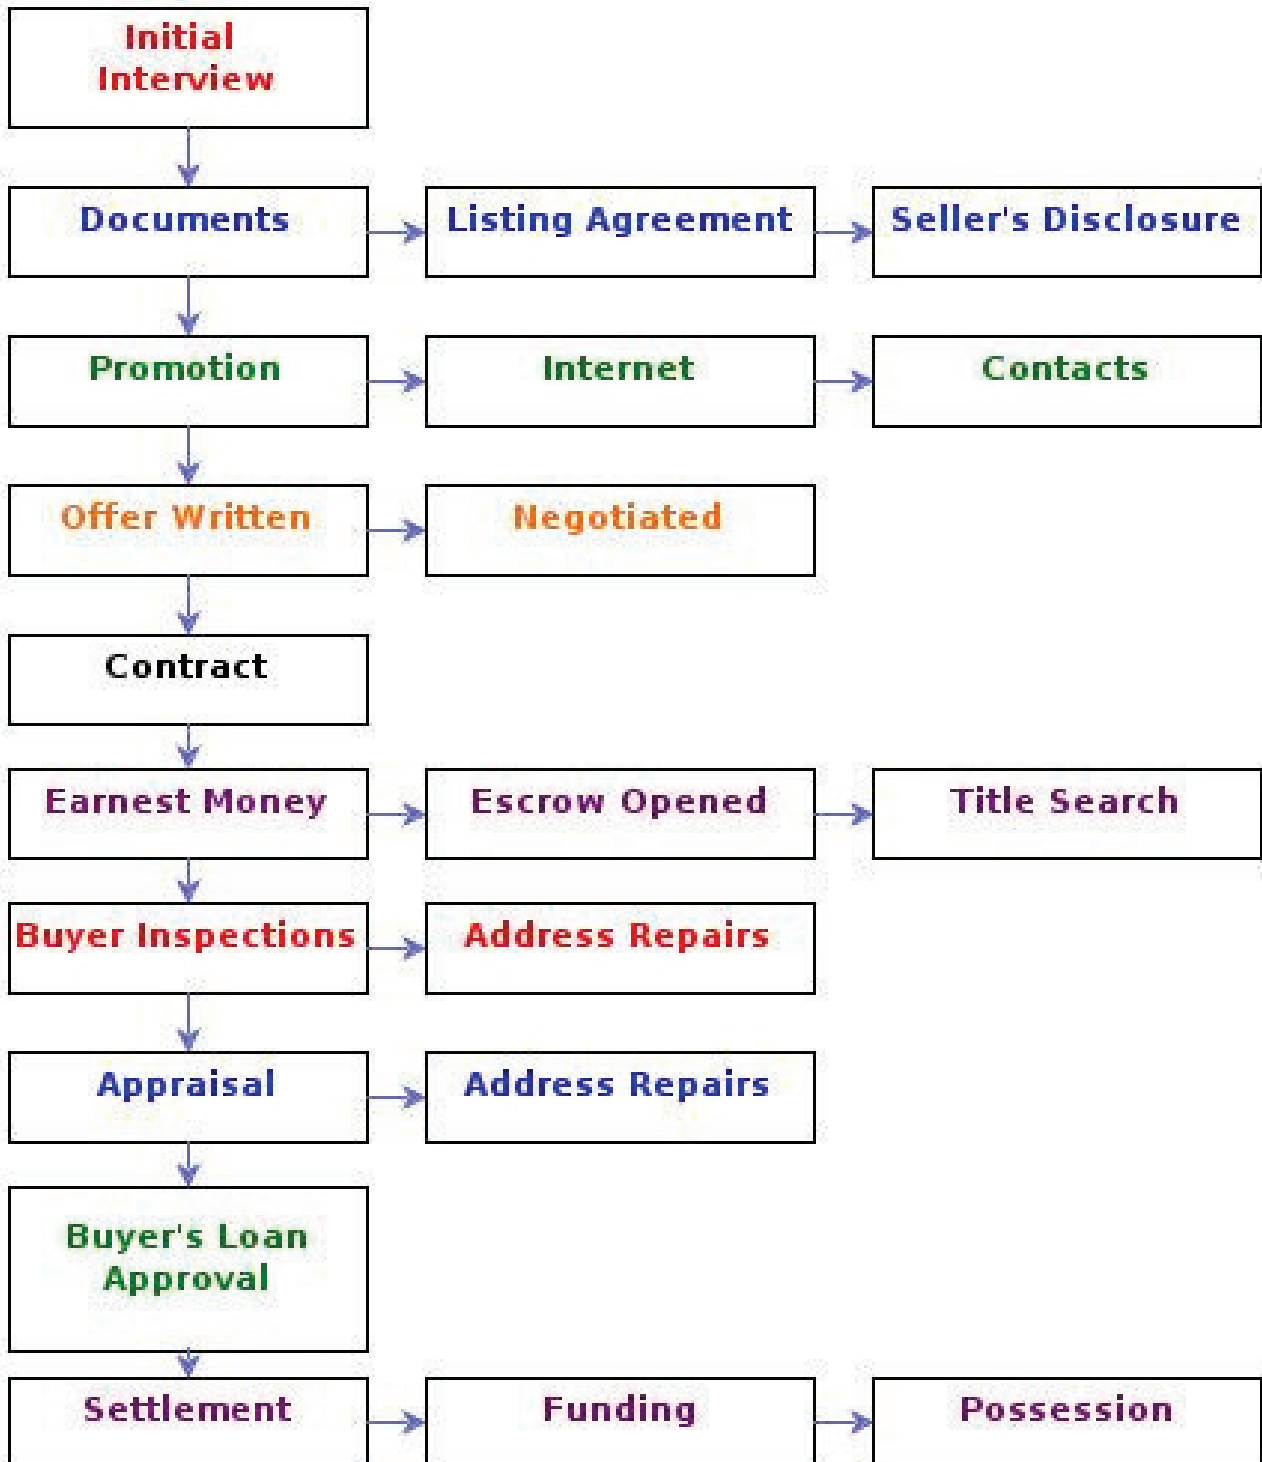 Initial
Interview
Documents
Listing Agreement
Seller's Disclosure
Promotion
Internet
Contacts
Offer Written
Negotiated
Contract
Earnest Money
Escrow Opened
Title Search
Buyer Inspections
Address Repairs
Appraisal
Address Repairs
Buyer's Loan
Approval
Settlement
Funding
Possession